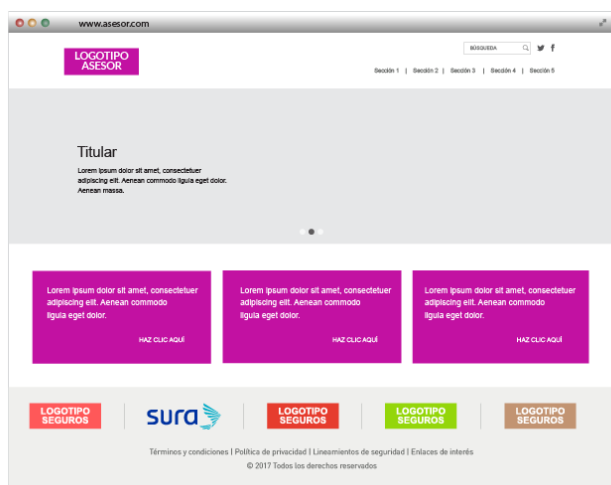 www.asesor.com
LOGOTIPO
ASESOR
BÚSQUEDA
Sección 1 | Sección 2 | Sección 3 | Sección 4 | Sección 5
Titular
Lorem ipsum dolor sit amet, consectetuer
adipiscing elit. Aenean commodo ligula eget dolor.
Aenean massa.
Lorem ipsum dolor sit amet, consectetuer
adipiscing elit. Aenean commodo
ligula eget dolor.
HAZ CLIC AQUÍ
Lorem ipsum dolor sit amet, consectetuer
adipiscing elit. Aenean commodo
ligula eget dolor.
HAZ CLIC AQUÍ
Lorem ipsum dolor sit amet, consectetuer
adipiscing elit. Aenean commodo
ligula eget dolor.
HAZ CLIC AQUÍ
LOGOTIPO
SEGUROS
sura
LOGOTIPO
SEGUROS
LOGOTIPO
SEGUROS
LOGOTIPO
SEGUROS
Términos y condiciones | Política de privacidad | Lineamientos de seguridad | Enlaces de interés
© 2017 Todos los derechos reservados